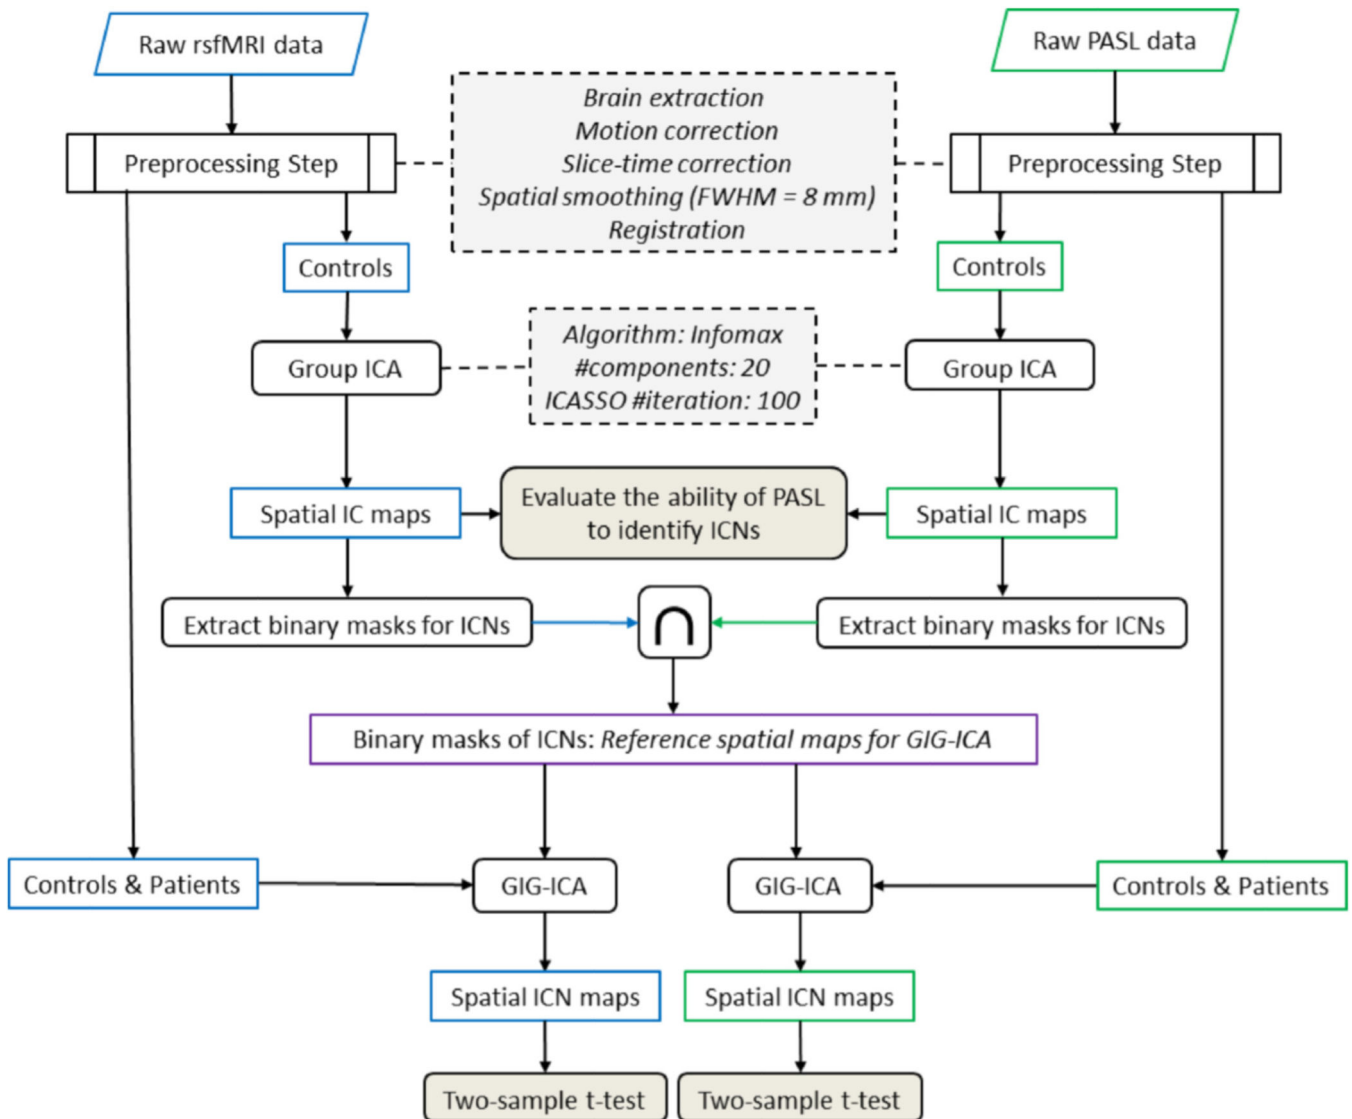 Raw rsfMRI data
Raw PASL data
Brain extraction
Motion correction
Slice-time correction
Spatial smoothing (FWHM = 8 mm)
Registration
Preprocessing Step
Preprocessing Step
Controls
Controls
Algorithm: Infomax
#components: 20
ICASSO #iteration: 100
Group ICA
Group ICA
Spatial IC maps
Evaluate the ability of PASL
to identify ICNs
Spatial IC maps
Extract binary masks for ICNs
∩
Extract binary masks for ICNs
Binary masks of ICNs: Reference spatial maps for GIG-ICA
Controls & Patients
GIG-ICA
GIG-ICA
Controls & Patients
Spatial ICN maps
Spatial ICN maps
Two-sample t-test
Two-sample t-test